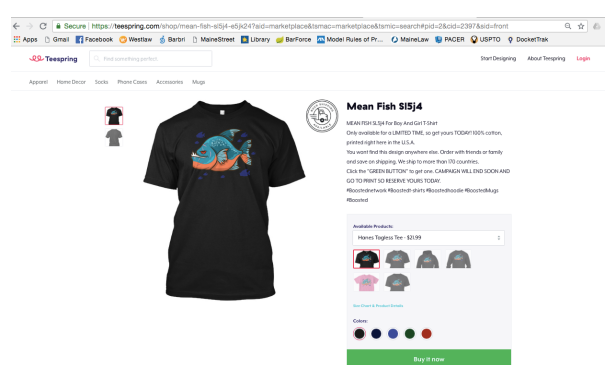 Secure https://teespring.com/shop/mean-fish-sl5j4-e5jk24?aid=marketplace&tsmac=marketplace&tsmic=search#pid=2&cid=2397&sid=front
Apps Gmail Facebook Westlaw Barbri MaineStreet Library BarForce Model Rules of Pr... MaineLaw PACER USPTO DocketTrak
Teespring Find something perfect Start Designing About Teespring Login
Apparel Home Decor Socks Phone Cases Accessories Mugs
Mean Fish Sl5j4
MEAN FISH SL5J4 For Boy And Girl T-Shirt
Only available for a LIMITED TIME, so get yours TODAY! 100% cotton,
printed right here in the U.S.A.
You wont find this design anywhere else. Order with friends or family
and save on shipping. We ship to more than 170 countries.
Click the "GREEN BUTTON" to get one. CAMPAIGN WILL END SOON AND
GO TO PRINT SO RESERVE YOURS TODAY.
#Boostednetwork #Boostedt-shirts #Boostedhoodie #BoostedMugs
#Boosted
Available Products:
Hanes Tagless Tee - $21.99
Colors:
Buy it now